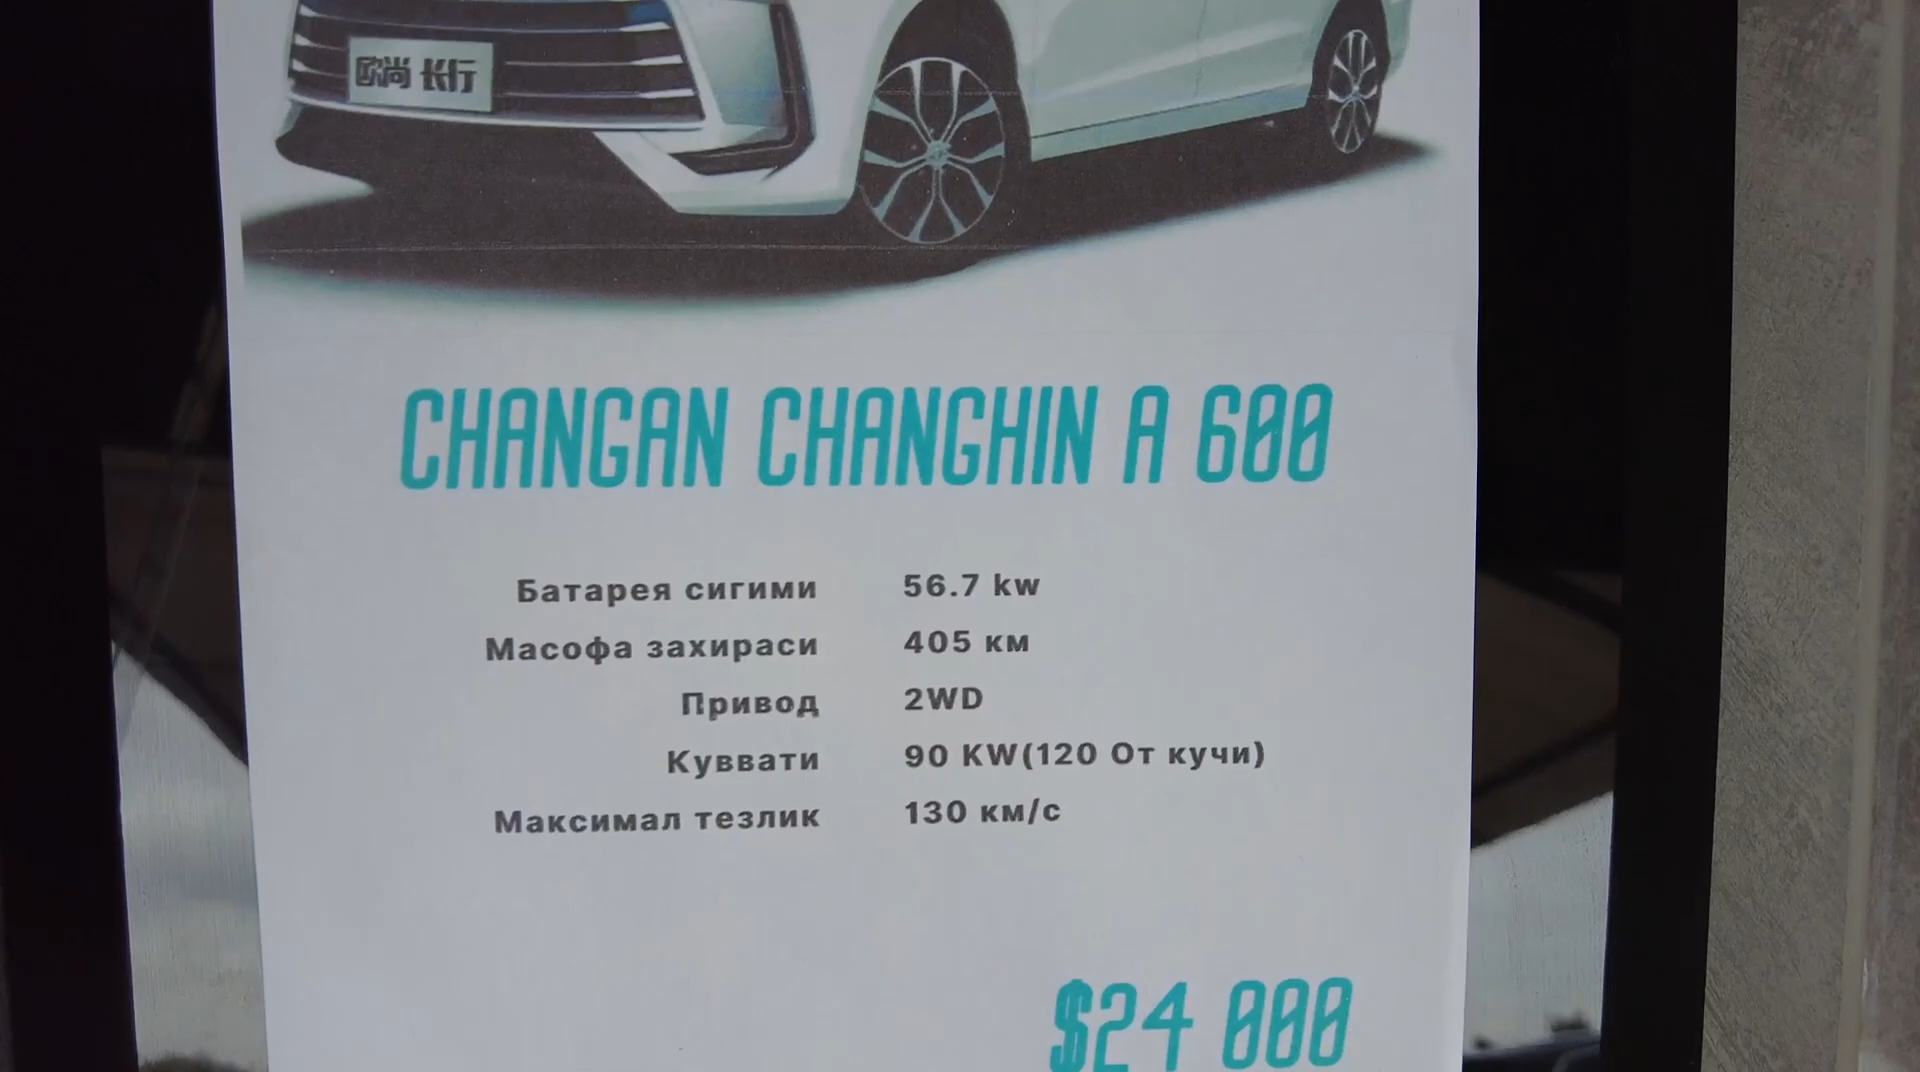 欧尚 长行
CHANGAN CHANGHIN A 600
Батарея сигими 56.7 kw
Масофа захираси 405 км
Привод 2WD
Куввати 90 KW(120 От кучи)
Максимал тезлик 130 км/с
$24 000